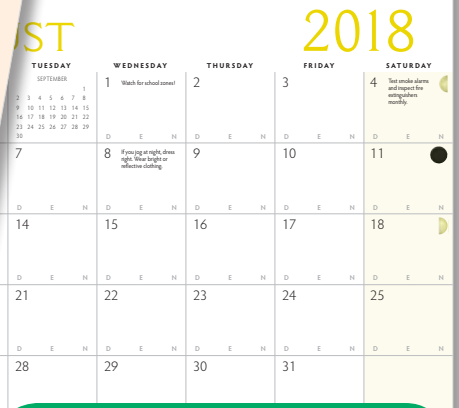 UST 2018
TUESDAY WEDNESDAY THURSDAY FRIDAY SATURDAY
SEPTEMBER
1
2 3 4 5 6 7 8
9 10 11 12 13 14 15
16 17 18 19 20 21 22
23 24 25 26 27 28 29
30
1 Watch for school zones!
2
3
4 Test smoke alarms
and inspect fire
extinguishers
monthly.
D E N D E N D E N D E N
7
8 If you jog at night, dress
right. Wear bright or
reflective clothing.
9
10
11
D E N D E N D E N D E N D E N
14 15 16 17 18
D E N D E N D E N D E N D E N
21 22 23 24 25
D E N D E N D E N D E N D E N
28 29 30 31